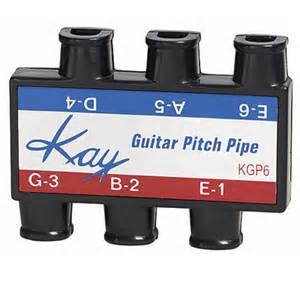 D-4 A-5 E-6
Kay Guitar Pitch Pipe
KGP6
G-3 B-2 E-1